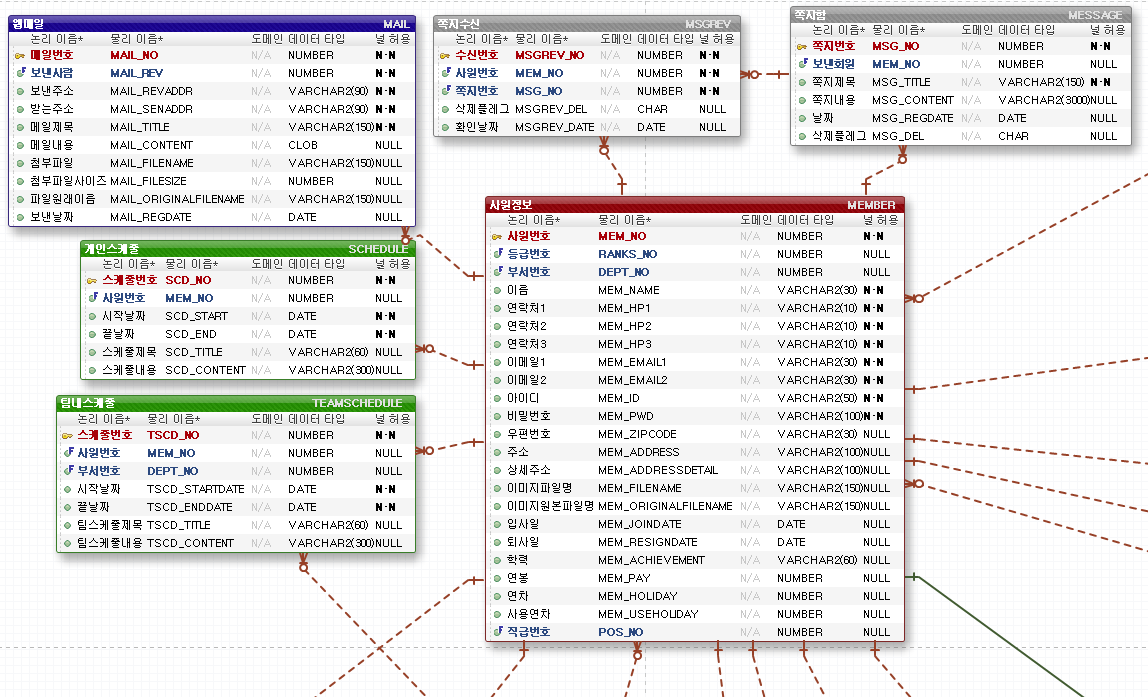 웹메일 MAIL
논리 이름* 물리 이름* 도메인 데이터 타입 널 허용
메일번호 MAIL_NO N/A NUMBER N-N
보낸사람 MAIL_REV N/A NUMBER N-N
보낸주소 MAIL_REVADDR N/A VARCHAR2(90) N-N
받는주소 MAIL_SENADDR N/A VARCHAR2(90) N-N
메일제목 MAIL_TITLE N/A VARCHAR2(150) N-N
메일내용 MAIL_CONTENT N/A CLOB NULL
첨부파일 MAIL_FILENAME N/A VARCHAR2(150) NULL
첨부파일사이즈 MAIL_FILESIZE N/A NUMBER NULL
파일원래이름 MAIL_ORIGINALFILENAME N/A VARCHAR2(150) NULL
보낸날짜 MAIL_REGDATE N/A DATE NULL
쪽지수신 MSGREV
논리 이름* 물리 이름* 도메인 데이터 타입 널 허용
수신번호 MSGREV_NO N/A NUMBER N-N
사원번호 MEM_NO N/A NUMBER N-N
쪽지번호 MSG_NO N/A NUMBER N-N
삭제플레그 MSGREV_DEL N/A CHAR NULL
확인날짜 MSGREV_DATE N/A DATE NULL
쪽지함 MESSAGE
논리 이름* 물리 이름* 도메인 데이터 타입 널 허용
쪽지번호 MSG_NO N/A NUMBER N-N
보낸회원 MEM_NO N/A NUMBER NULL
쪽지제목 MSG_TITLE N/A VARCHAR2(150) N-N
쪽지내용 MSG_CONTENT N/A VARCHAR2(3000) NULL
날짜 MSG_REGDATE N/A DATE NULL
삭제플레그 MSG_DEL N/A CHAR NULL
개인스케줄 SCHEDULE
논리 이름* 물리 이름* 도메인 데이터 타입 널 허용
스케줄번호 SCD_NO N/A NUMBER N-N
사원번호 MEM_NO N/A NUMBER NULL
시작날짜 SCD_START N/A DATE N-N
끝날짜 SCD_END N/A DATE N-N
스케줄제목 SCD_TITLE N/A VARCHAR2(60) NULL
스케줄내용 SCD_CONTENT N/A VARCHAR2(300) NULL
팀내스케줄 TEAMSCHEDULE
논리 이름* 물리 이름* 도메인 데이터 타입 널 허용
스케줄번호 TSCD_NO N/A NUMBER N-N
사원번호 MEM_NO N/A NUMBER NULL
부서번호 DEPT_NO N/A NUMBER NULL
시작날짜 TSCD_STARTDATE N/A DATE N-N
끝날짜 TSCD_ENDDATE N/A DATE N-N
팀스케줄제목 TSCD_TITLE N/A VARCHAR2(60) NULL
팀스케줄내용 TSCD_CONTENT N/A VARCHAR2(300) NULL
사원정보 MEMBER
논리 이름* 물리 이름* 도메인 데이터 타입 널 허용
사원번호 MEM_NO N/A NUMBER N-N
등급번호 RANKS_NO N/A NUMBER NULL
부서번호 DEPT_NO N/A NUMBER NULL
이름 MEM_NAME N/A VARCHAR2(30) N-N
연락처1 MEM_HP1 N/A VARCHAR2(10) N-N
연락처2 MEM_HP2 N/A VARCHAR2(10) N-N
연락처3 MEM_HP3 N/A VARCHAR2(10) N-N
이메일1 MEM_EMAIL1 N/A VARCHAR2(30) N-N
이메일2 MEM_EMAIL2 N/A VARCHAR2(30) N-N
아이디 MEM_ID N/A VARCHAR2(50) N-N
비밀번호 MEM_PWD N/A VARCHAR2(100) N-N
우편번호 MEM_ZIPCODE N/A VARCHAR2(30) NULL
주소 MEM_ADDRESS N/A VARCHAR2(100) NULL
상세주소 MEM_ADDRESSDETAIL N/A VARCHAR2(100) NULL
이미지파일명 MEM_FILENAME N/A VARCHAR2(150) NULL
이미지원본파일명 MEM_ORIGINALFILENAME N/A VARCHAR2(150) NULL
입사일 MEM_JOINDATE N/A DATE NULL
퇴사일 MEM_RESIGNDATE N/A DATE NULL
학력 MEM_ACHIEVEMENT N/A VARCHAR2(60) NULL
연봉 MEM_PAY N/A NUMBER NULL
연차 MEM_HOLIDAY N/A NUMBER NULL
사용연차 MEM_USEHOLIDAY N/A NUMBER NULL
직급번호 POS_NO N/A NUMBER NULL